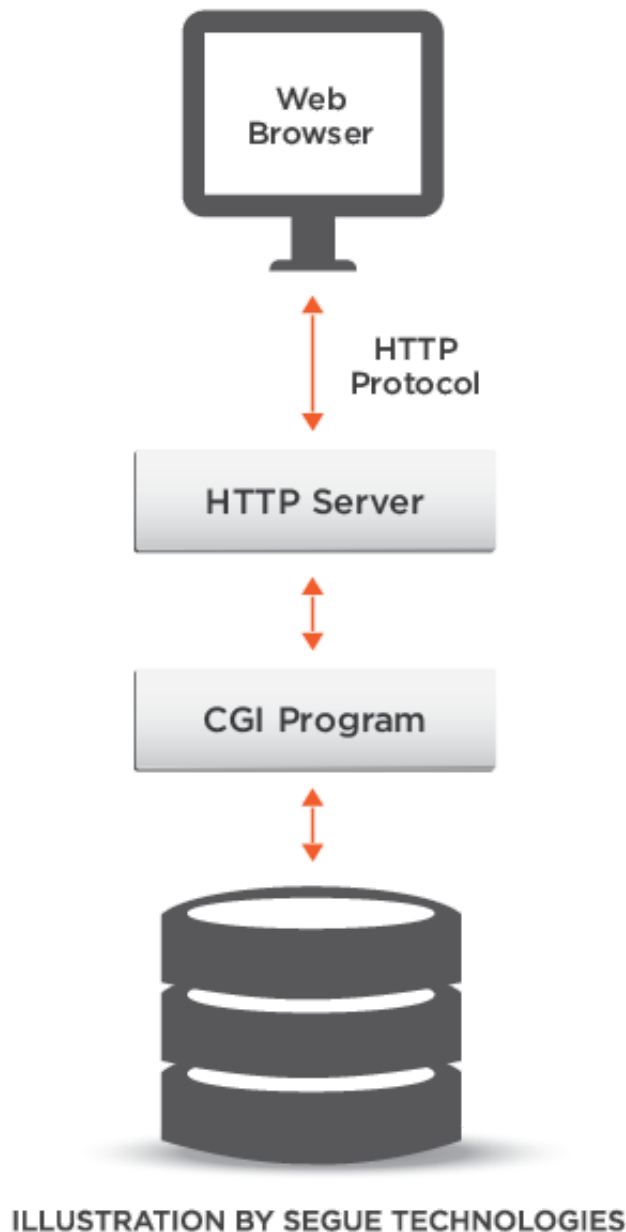 Web
Browser
HTTP
Protocol
HTTP Server
CGI Program
ILLUSTRATION BY SEGUE TECHNOLOGIES